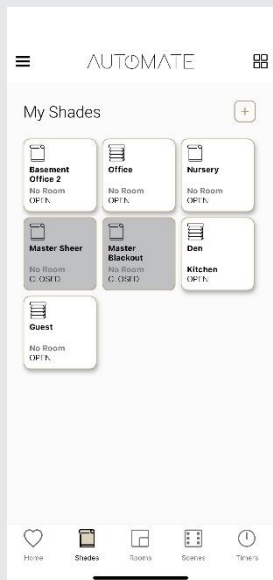 AUTOMATE
My Shades
Basement
Office 2
No Room
OPEN
Office
No Room
OPEN
Nursery
No Room
OPEN
Master Sheer
No Room
CLOSED
Master
Blackout
No Room
CLOSED
Den
Kitchen
OPEN
Guest
No Room
OPEN
Home
Shades
Rooms
Scenes
Timers